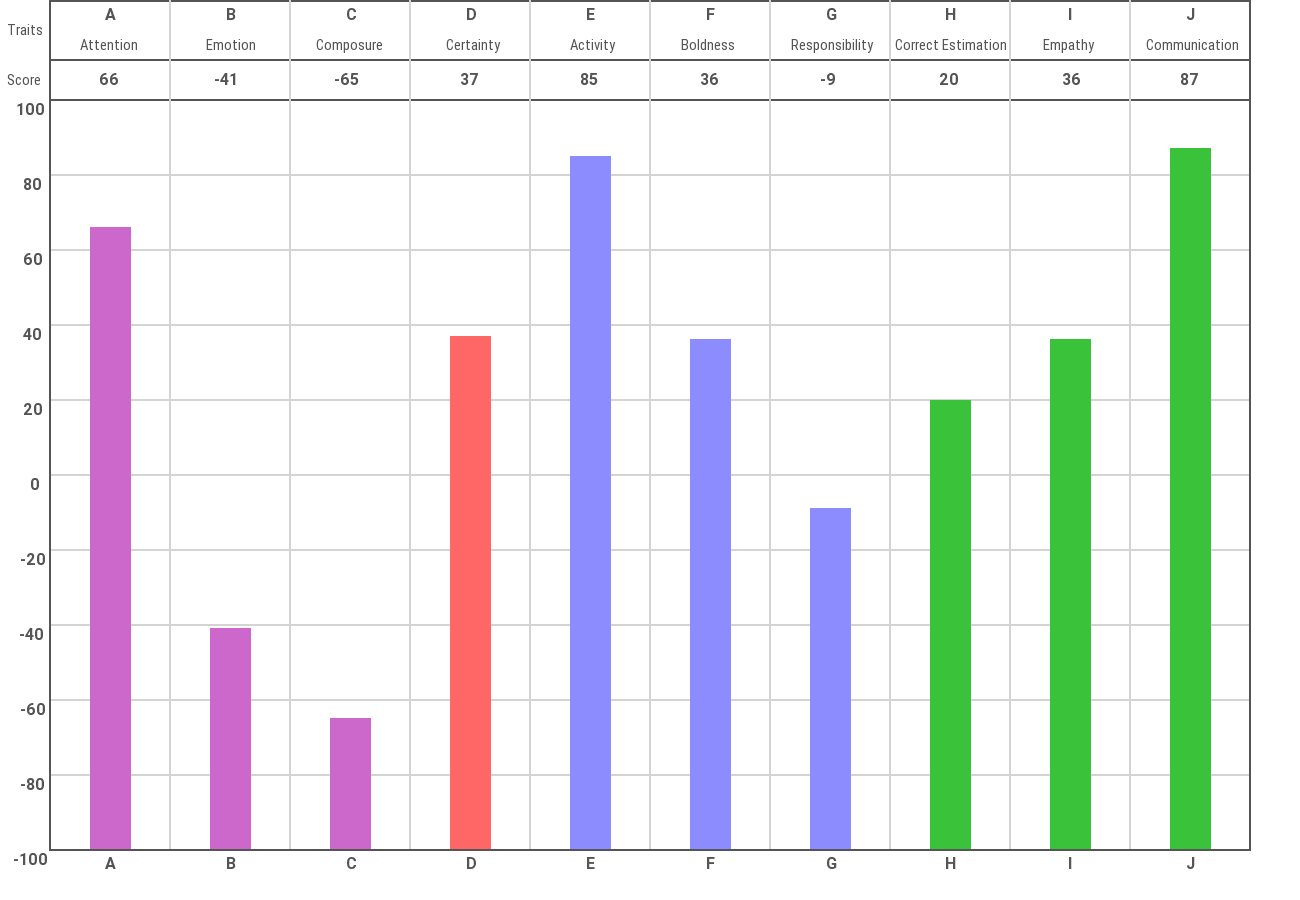 A B C D E F G H I J
Traits
Attention Emotion Composure Certainty Activity Boldness Responsibility Correct Estimation Empathy Communication
Score 66 -41 -65 37 85 36 -9 20 36 87
100
80
60
40
20
0
-20
-40
-60
-80
-100
A B C D E F G H I J